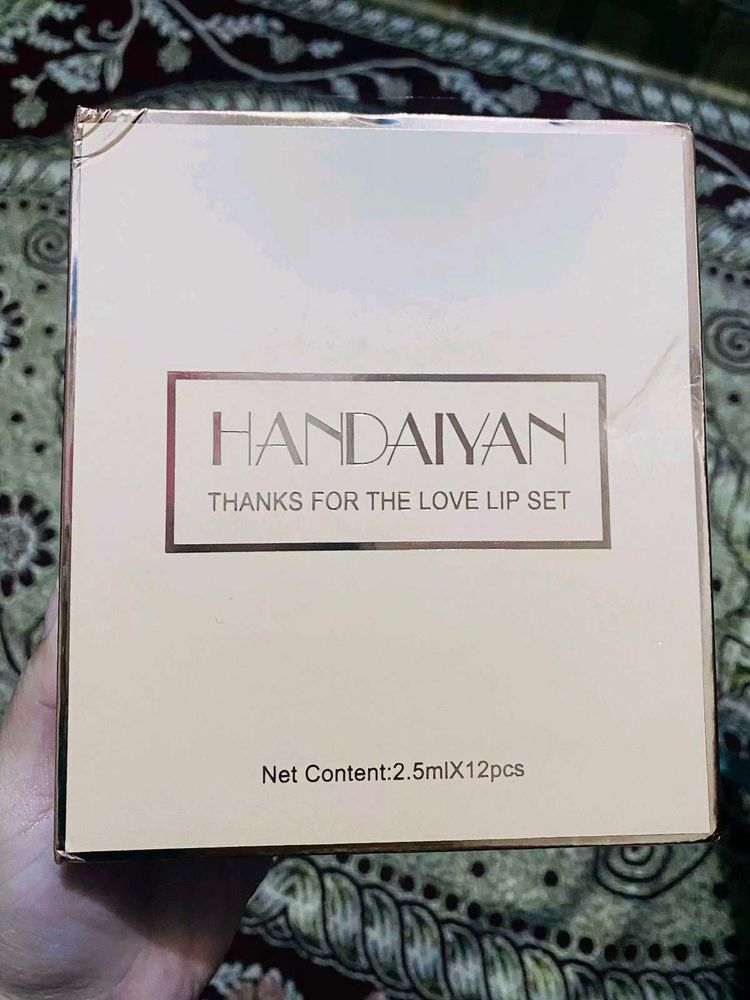 HANDAIYAN
THANKS FOR THE LOVE LIP SET
Net Content:2.5mlX12pcs